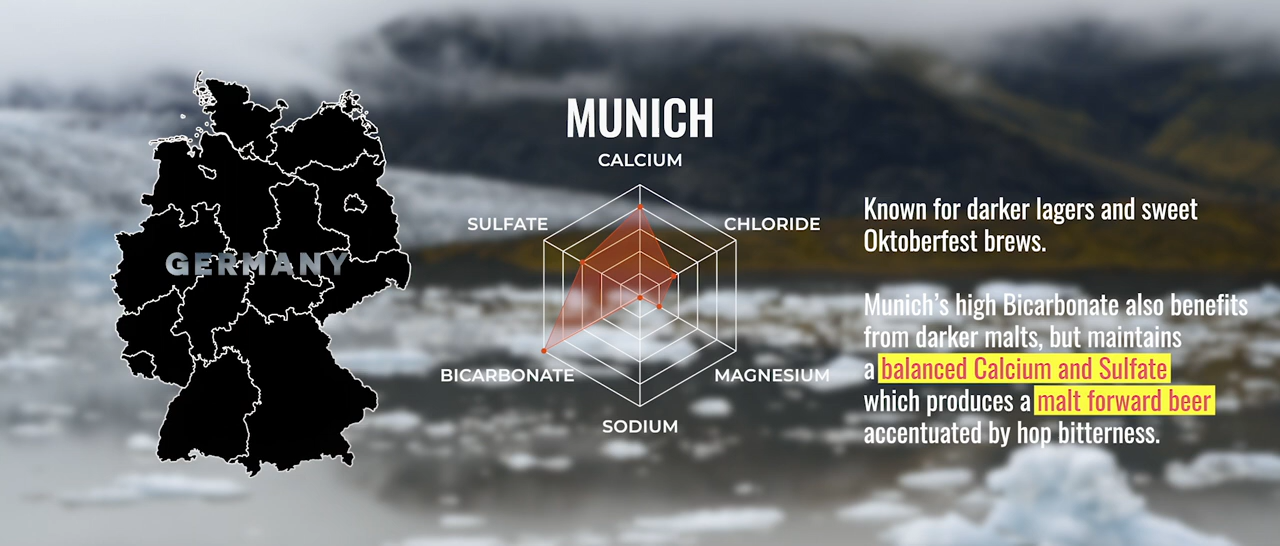 GERMANY
MUNICH
CALCIUM
SULFATE
CHLORIDE
BICARBONATE
MAGNESIUM
SODIUM
Known for darker lagers and sweet
Oktoberfest brews.
Munich’s high Bicarbonate also benefits
from darker malts, but maintains
a balanced Calcium and Sulfate
which produces a malt forward beer
accentuated by hop bitterness.